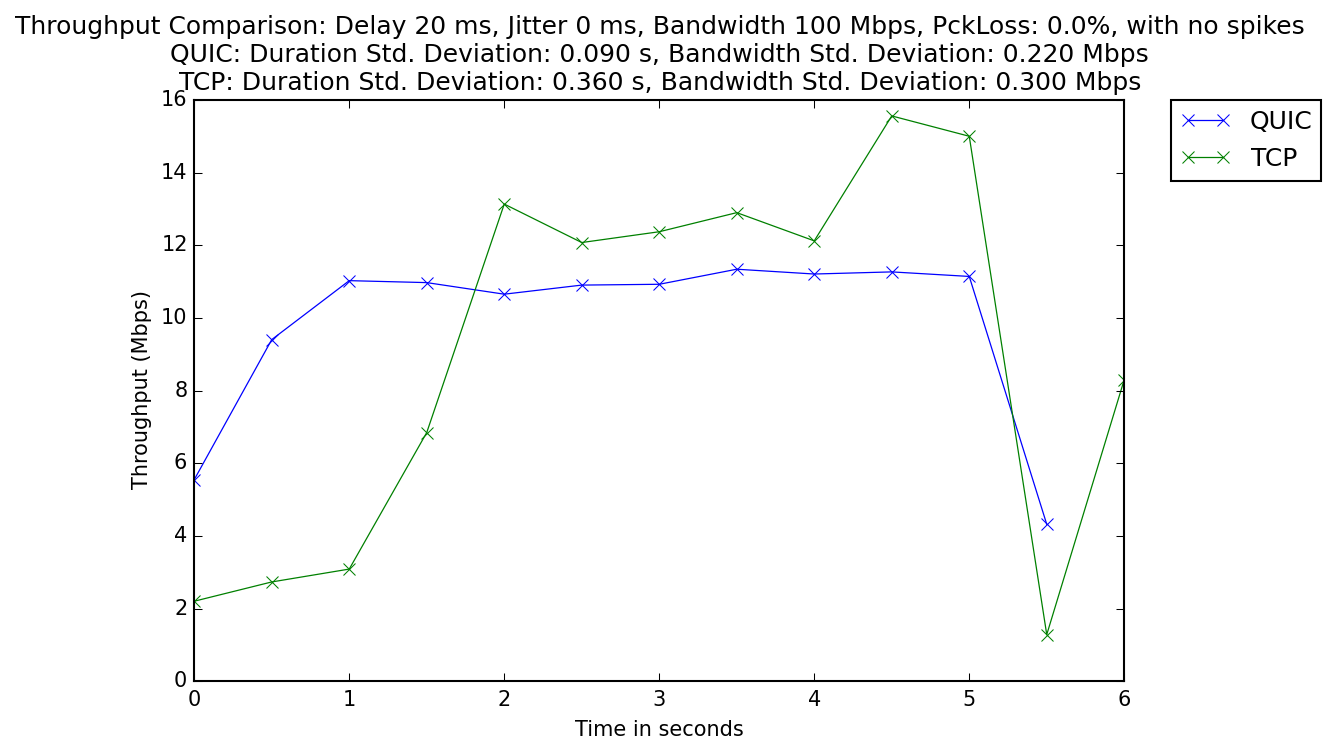 Throughput Comparison: Delay 20 ms, Jitter 0 ms, Bandwidth 100 Mbps, PckLoss: 0.0%, with no spikes
QUIC: Duration Std. Deviation: 0.090 s, Bandwidth Std. Deviation: 0.220 Mbps
TCP: Duration Std. Deviation: 0.360 s, Bandwidth Std. Deviation: 0.300 Mbps
16
14
12
10
8
6
4
2
0
Throughput (Mbps)
0 1 2 3 4 5 6
Time in seconds
QUIC
TCP